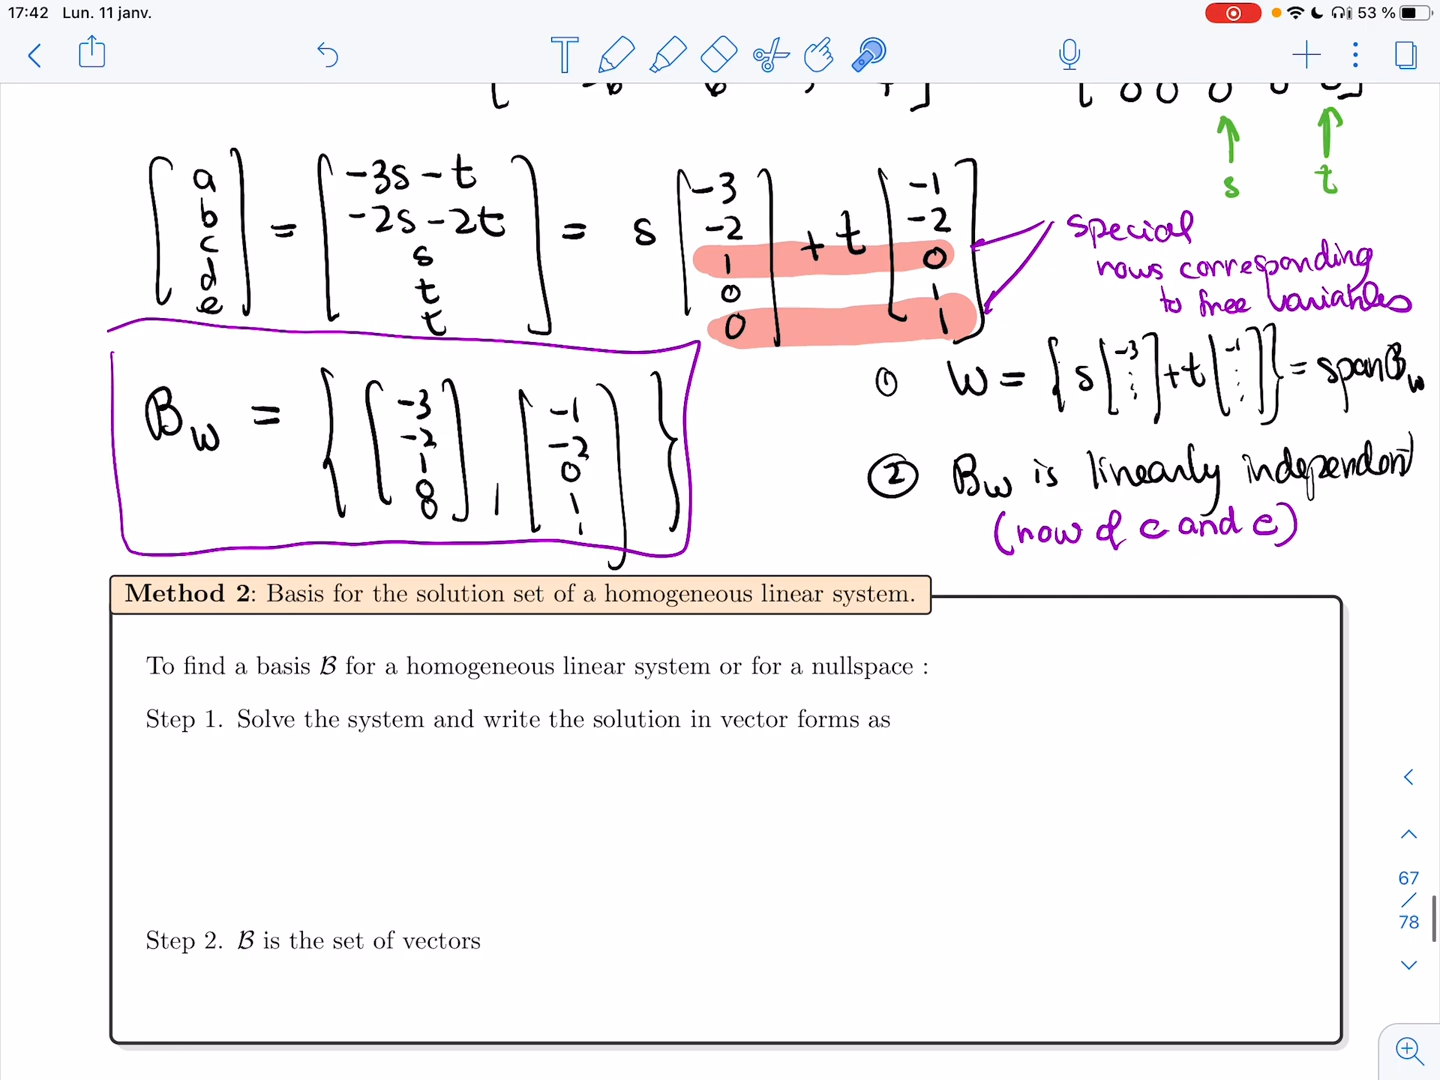 17:42 Lun. 11 janv.
53 %
[a b c d e] = [-3s - t, -2s - 2t, s, t, t] = s [-3 -2 1 0 0] + t [-1 -2 0 1 1]
s
t
special
rows corresponding
to free variables
B_W = { [-3 -2 1 0 0] , [-1 -2 0 1 1] }
① W = { s [-3 ⋮] + t [-1 ⋮] } = span B_W
② B_W is linearly independent
(row of c and e)
Method 2: Basis for the solution set of a homogeneous linear system.
To find a basis ℬ for a homogeneous linear system or for a nullspace :
Step 1. Solve the system and write the solution in vector forms as
Step 2. ℬ is the set of vectors
67
/
78